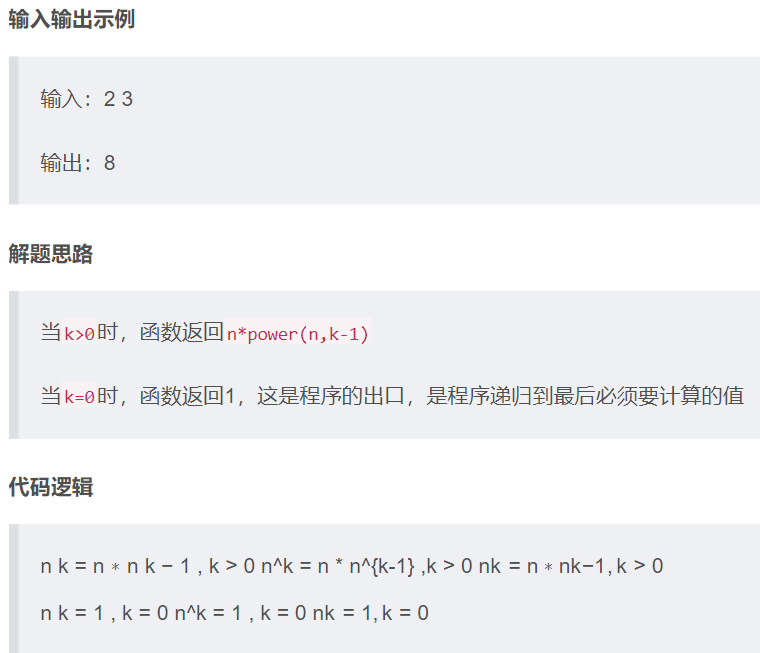 输入输出示例
输入：2 3
输出：8
解题思路
当k>0时，函数返回n*power(n,k-1)
当k=0时，函数返回1，这是程序的出口，是程序递归到最后必须要计算的值
代码逻辑
n k = n ∗ n k − 1 , k > 0 n^k = n * n^{k-1} ,k > 0 nk = n ∗ nk−1, k > 0
n k = 1 , k = 0 n^k = 1 , k = 0 nk = 1, k = 0